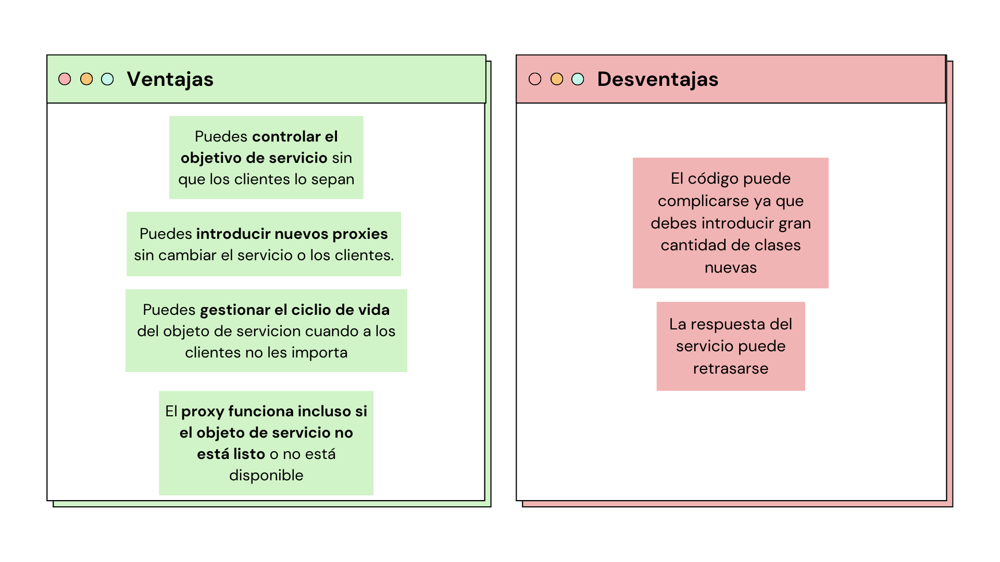 Ventajas
Puedes controlar el
objetivo de servicio sin
que los clientes lo sepan
Puedes introducir nuevos proxies
sin cambiar el servicio o los clientes.
Puedes gestionar el ciclio de vida
del objeto de servicion cuando a los
clientes no les importa
El proxy funciona incluso si
el objeto de servicio no
está listo o no está
disponible
Desventajas
El código puede
complicarse ya que
debes introducir gran
cantidad de clases
nuevas
La respuesta del
servicio puede
retrasarse